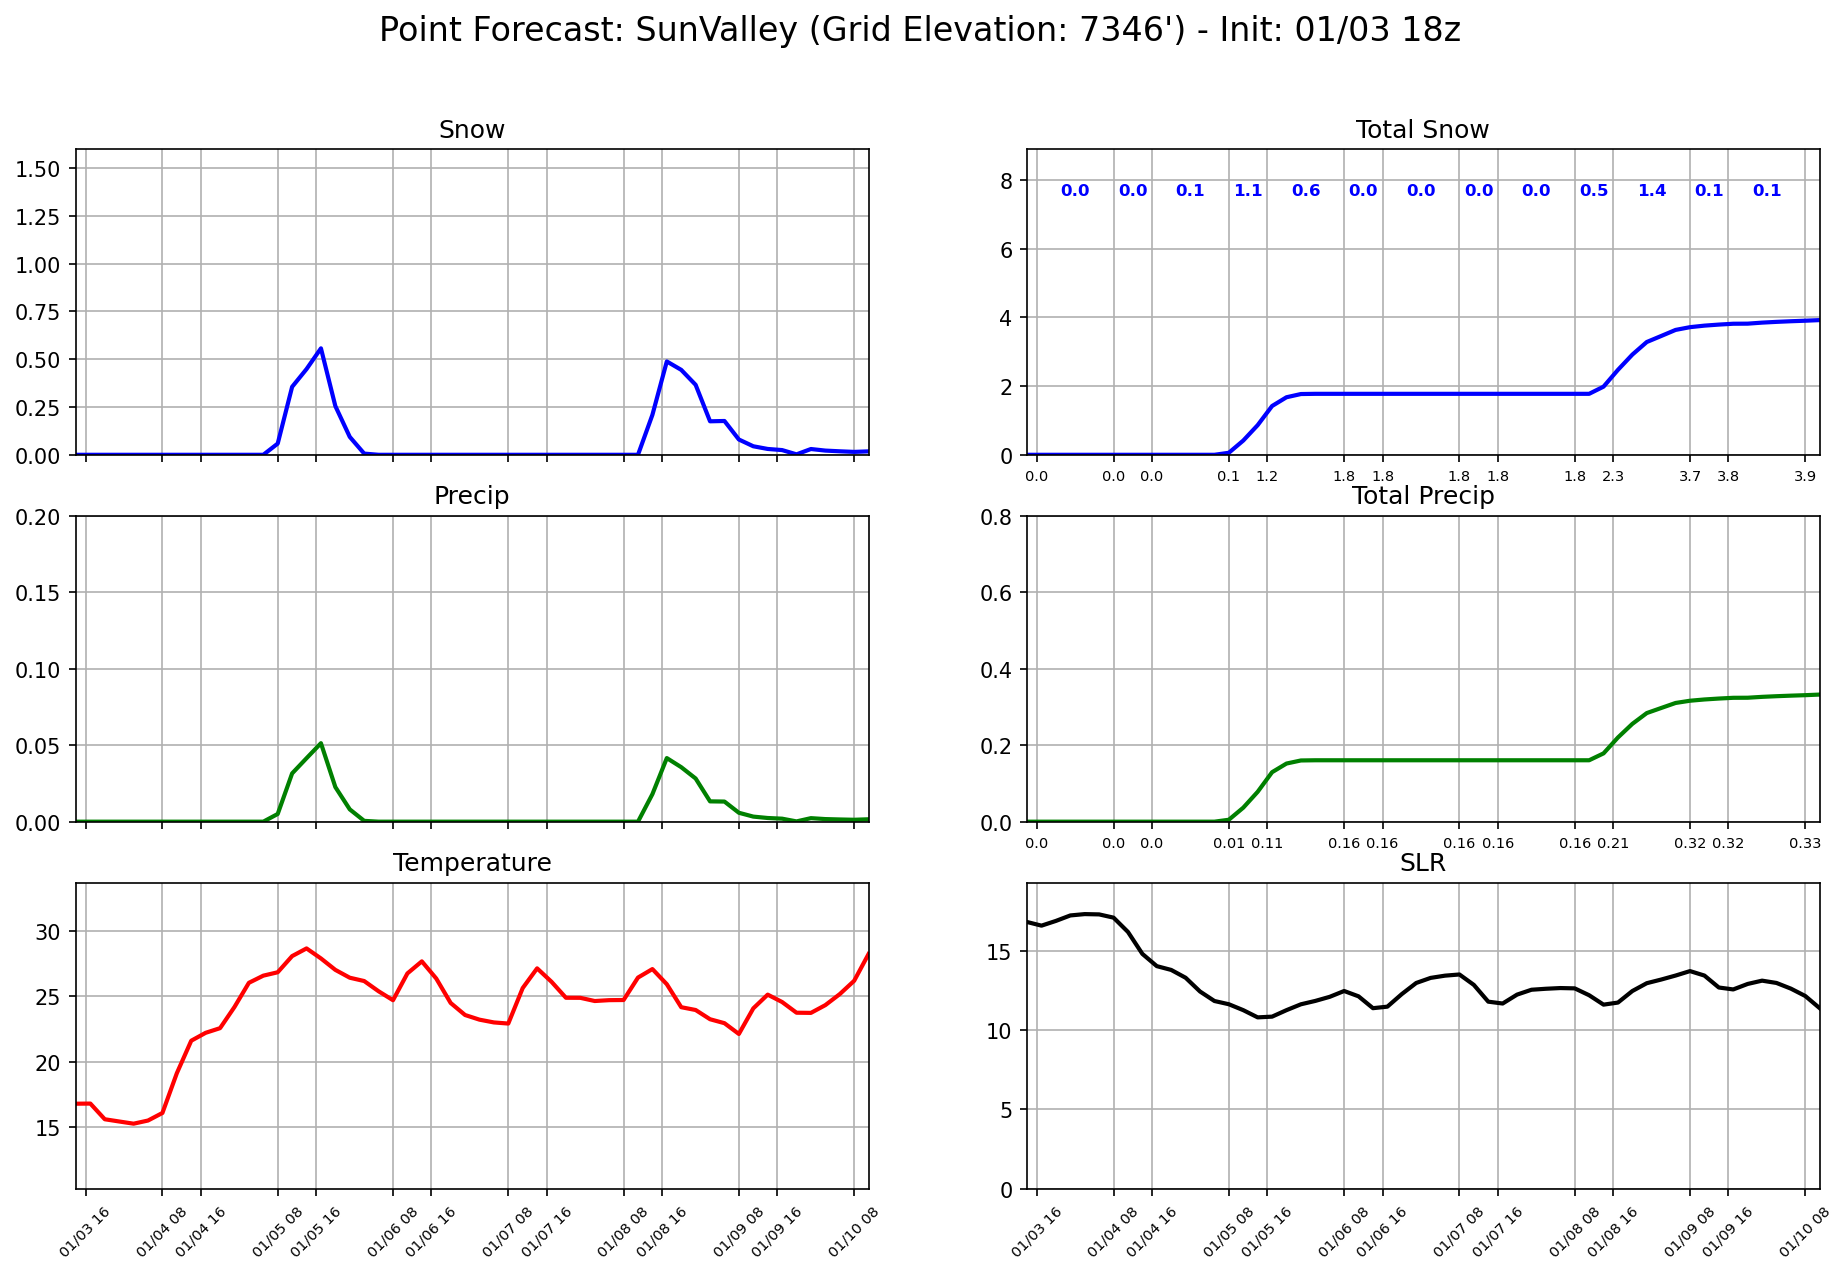 Point Forecast: SunValley (Grid Elevation: 7346') - Init: 01/03 18z
Snow
1.50
1.25
1.00
0.75
0.50
0.25
0.00
Total Snow
8
6
4
2
0
0.0 0.0 0.1 1.1 0.6 0.0 0.0 0.0 0.0 0.5 1.4 0.1 0.1
0.0 0.0 0.0 0.1 1.2 1.8 1.8 1.8 1.8 1.8 2.3 3.7 3.8 3.9
Precip
0.20
0.15
0.10
0.05
0.00
Total Precip
0.8
0.6
0.4
0.2
0.0
0.0 0.0 0.0 0.01 0.11 0.16 0.16 0.16 0.16 0.16 0.21 0.32 0.32 0.33
Temperature
30
25
20
15
01/03 16 01/04 08 01/04 16 01/05 08 01/05 16 01/06 08 01/06 16 01/07 08 01/07 16 01/08 08 01/08 16 01/09 08 01/09 16 01/10 08
SLR
15
10
5
0
01/03 16 01/04 08 01/04 16 01/05 08 01/05 16 01/06 08 01/06 16 01/07 08 01/07 16 01/08 08 01/08 16 01/09 08 01/09 16 01/10 08